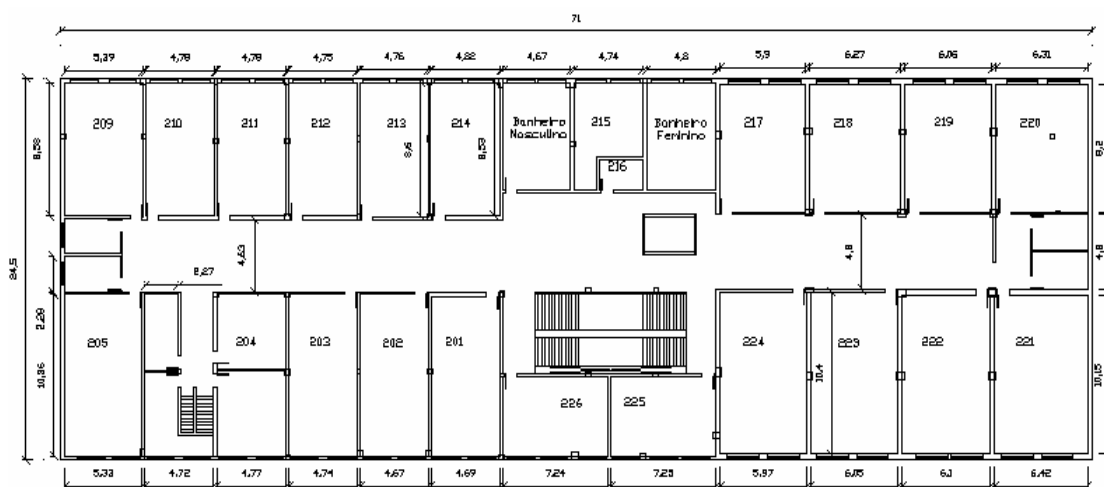 71
5,39 4,78 4,78 4,75 4,76 4,82 4,67 4,74 4,8 5,9 6,27 6,06 6,31
209 210 211 212 213 214 Banheiro Masculino 215 Banheiro Feminino 217 218 219 220
216
8,58 8,6 8,53 8,2
24,5 4,63 4,8 4,8
2,27
2,29
205 204 203 202 201 224 223 222 221
10,36 10,4 10,15
226 225
5,33 4,72 4,77 4,74 4,67 4,69 7,24 7,25 5,97 6,05 6,1 6,42